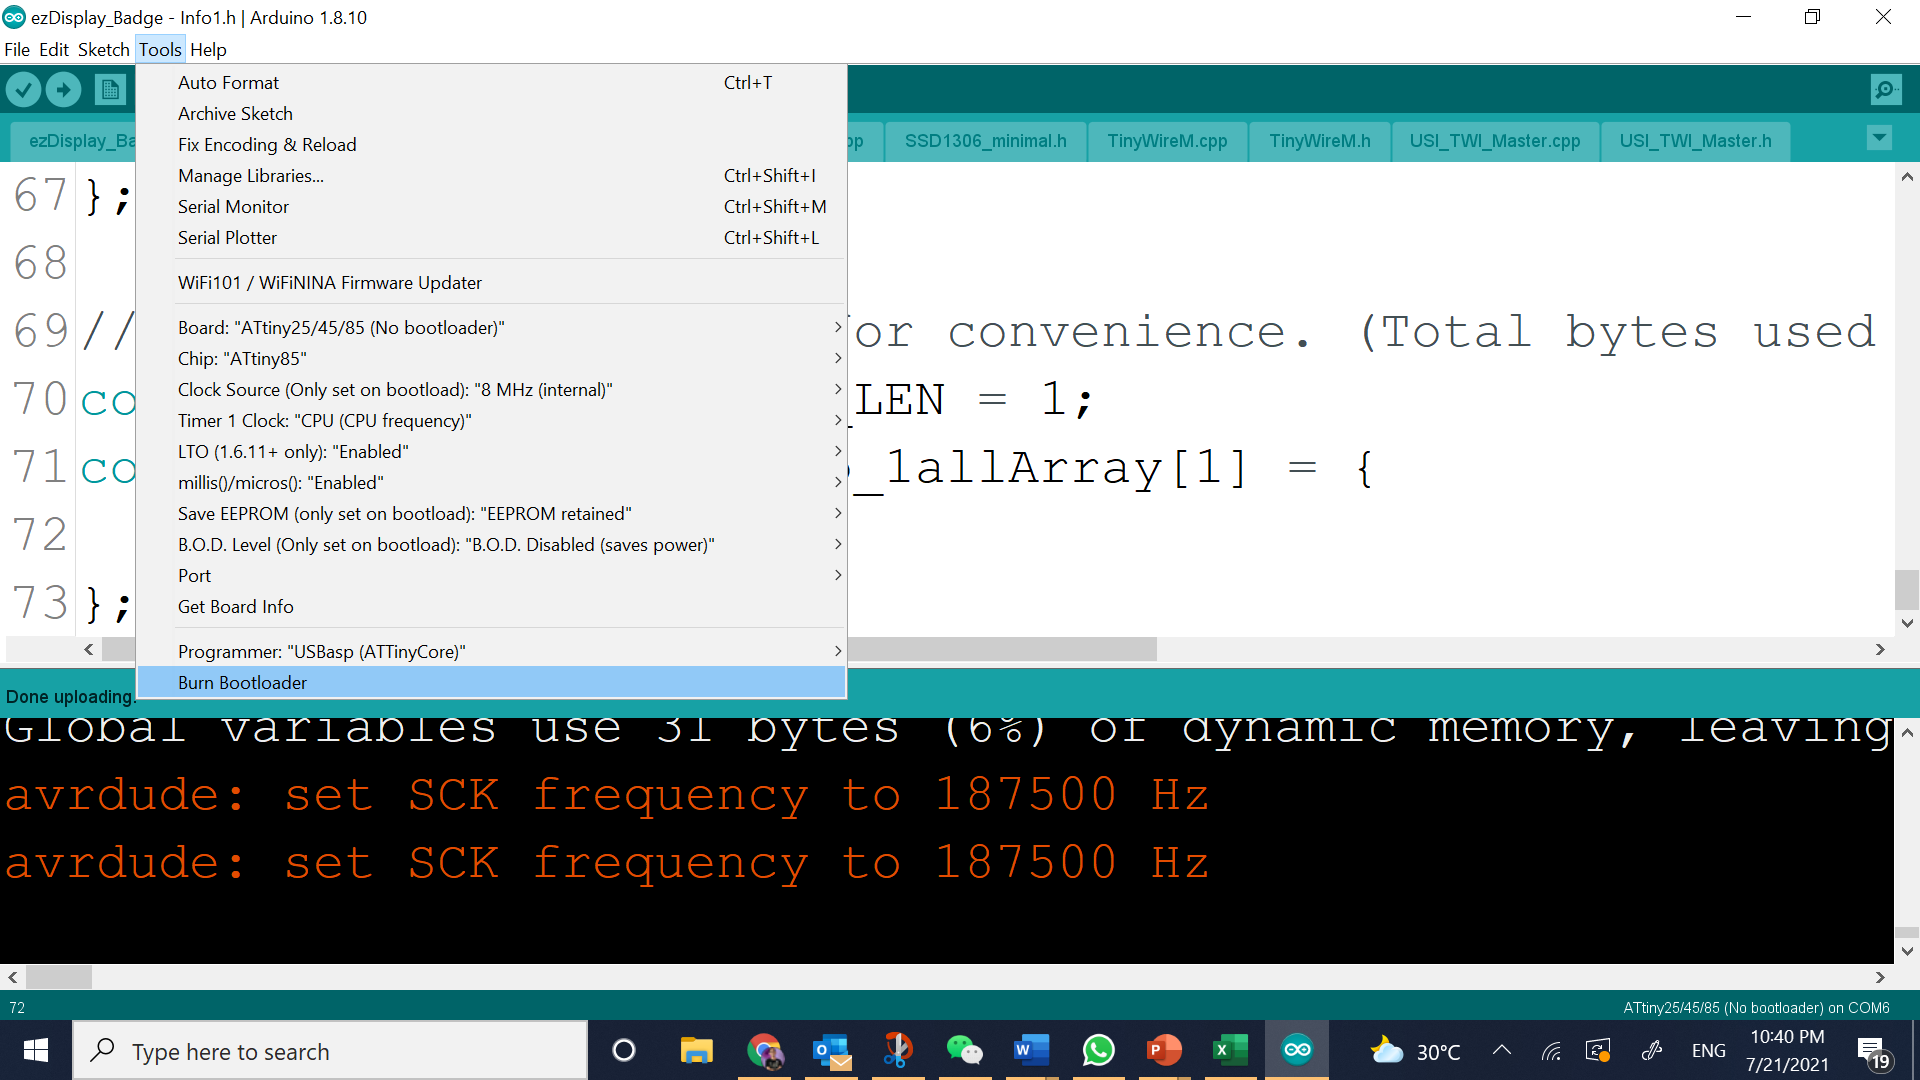 ezDisplay_Badge - Info1.h | Arduino 1.8.10
File Edit Sketch Tools Help
Auto Format Ctrl+T
Archive Sketch
Fix Encoding & Reload
Manage Libraries... Ctrl+Shift+I
Serial Monitor Ctrl+Shift+M
Serial Plotter Ctrl+Shift+L
WiFi101 / WiFiNINA Firmware Updater
Board: "ATtiny25/45/85 (No bootloader)"
Chip: "ATtiny85"
Clock Source (Only set on bootload): "8 MHz (internal)"
Timer 1 Clock: "CPU (CPU frequency)"
LTO (1.6.11+ only): "Enabled"
millis()/micros(): "Enabled"
Save EEPROM (only set on bootload): "EEPROM retained"
B.O.D. Level (Only set on bootload): "B.O.D. Disabled (saves power)"
Port
Get Board Info
Programmer: "USBasp (ATTinyCore)"
Burn Bootloader
ezDisplay_Ba pp SSD1306_minimal.h TinyWireM.cpp TinyWireM.h USI_TWI_Master.cpp USI_TWI_Master.h
67 };
68
69 // or convenience. (Total bytes used
70 co _LEN = 1;
71 co _1allArray[1] = {
72
73 };
Done uploading.
Global variables use 31 bytes (6%) of dynamic memory, leaving
avrdude: set SCK frequency to 187500 Hz
avrdude: set SCK frequency to 187500 Hz
72 ATtiny25/45/85 (No bootloader) on COM6
Type here to search
30°C
ENG
10:40 PM
7/21/2021
19